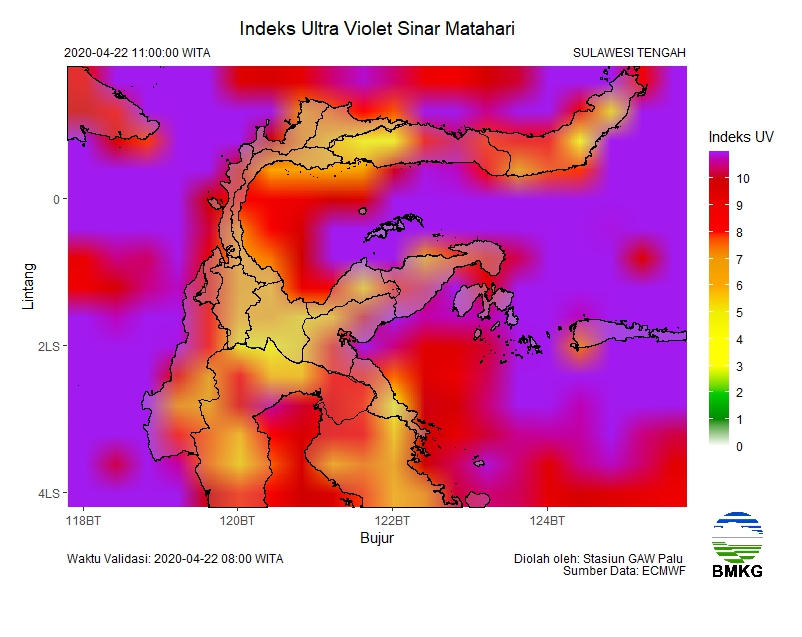 Indeks Ultra Violet Sinar Matahari
2020-04-22 11:00:00 WITA
SULAWESI TENGAH
Indeks UV
10
9
8
7
6
5
4
3
2
1
0
Lintang
0
2LS
4LS
118BT
120BT
122BT
124BT
Bujur
Waktu Validasi: 2020-04-22 08:00 WITA
Diolah oleh: Stasiun GAW Palu
Sumber Data: ECMWF
BMKG